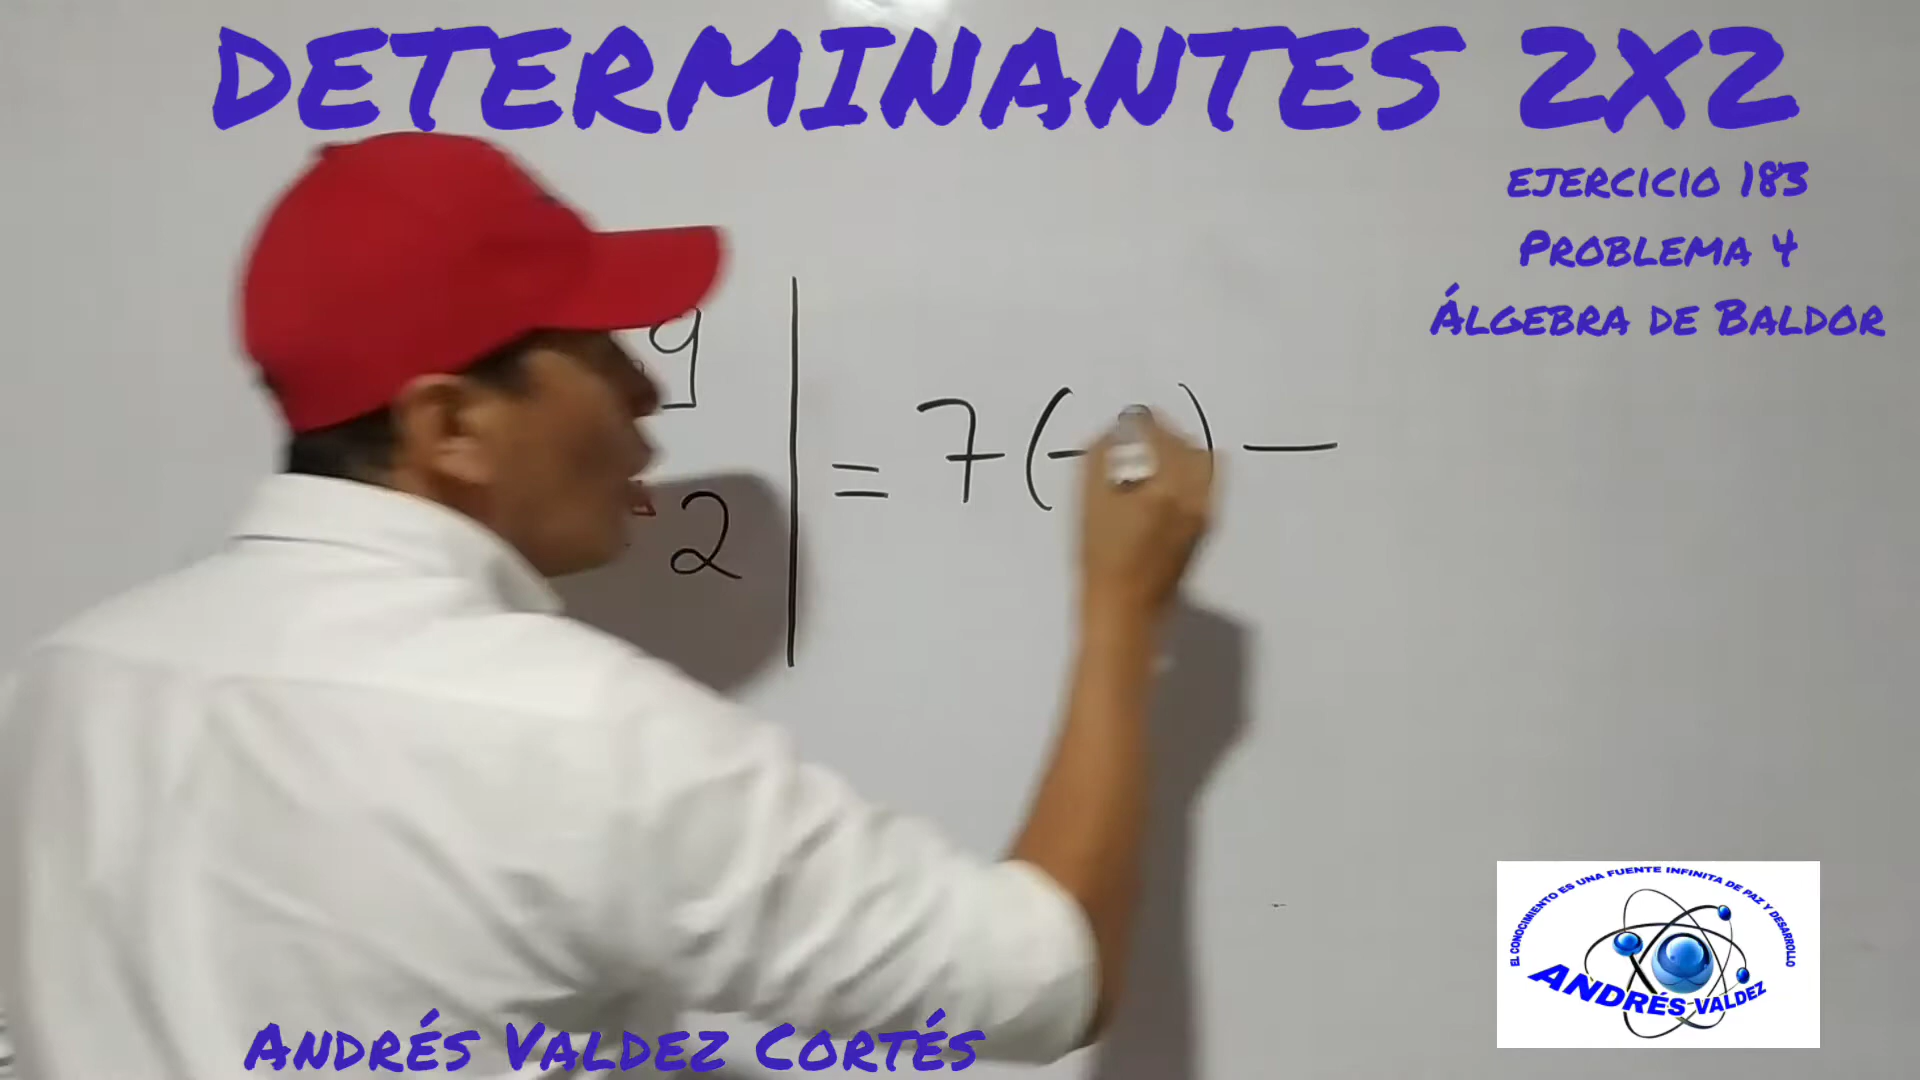 DETERMINANTES 2X2
EJERCICIO 183
PROBLEMA 4
ÁLGEBRA DE BALDOR
9
2
= 7 (- ) -
EL CONOCIMIENTO ES UNA FUENTE INFINITA DE PAZ Y DESARROLLO
ANDRÉS VALDEZ
ANDRÉS VALDEZ CORTÉS